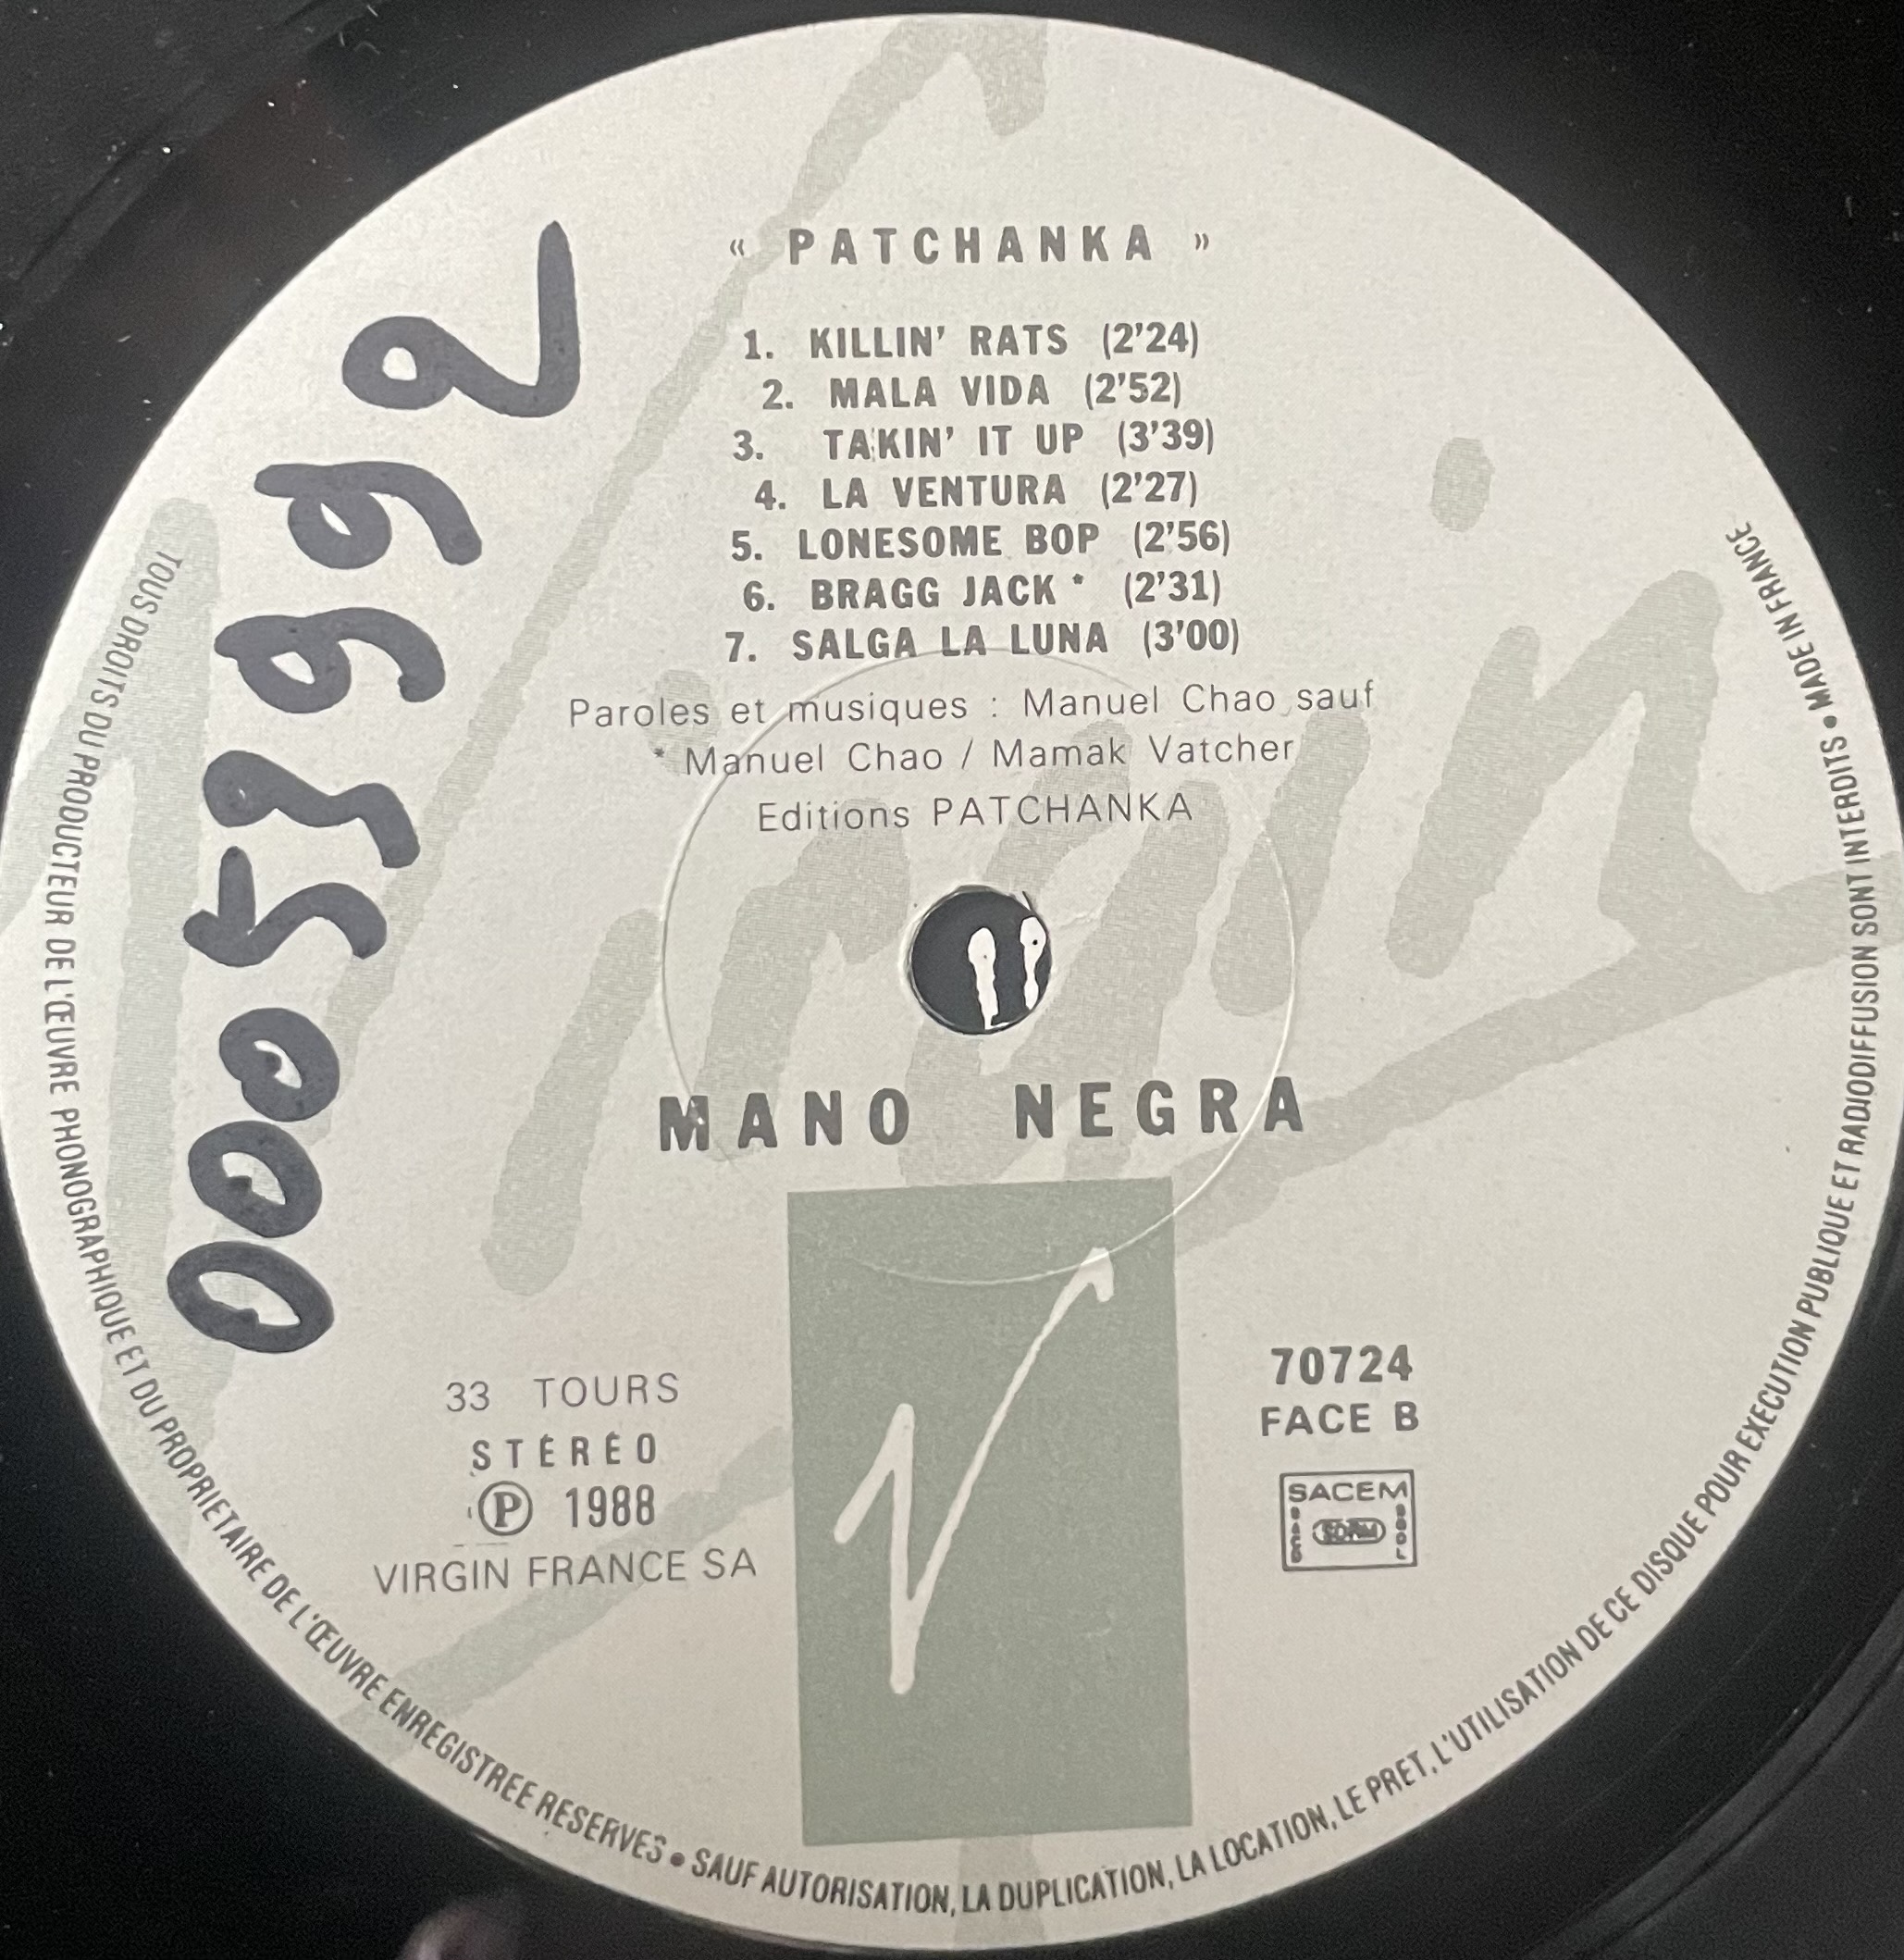 « PATCHANKA »
1. KILLIN' RATS (2'24)
2. MALA VIDA (2'52)
3. TAKIN' IT UP (3'39)
4. LA VENTURA (2'27)
5. LONESOME BOP (2'56)
6. BRAGG JACK * (2'31)
7. SALGA LA LUNA (3'00)
Paroles et musiques : Manuel Chao sauf
* Manuel Chao / Mamak Vatcher
Editions PATCHANKA
MANO NEGRA
33 TOURS
STÉRÉO
Ⓟ 1988
VIRGIN FRANCE SA
70724
FACE B
SACEM
SACD
SDRM
SGDL
00055992
Virgin
TOUS DROITS DU PRODUCTEUR DE L'ŒUVRE PHONOGRAPHIQUE ET DU PROPRIETAIRE DE L'ŒUVRE ENREGISTREE RESERVES • SAUF AUTORISATION, LA DUPLICATION, LA LOCATION, LE PRET, L'UTILISATION DE CE DISQUE POUR EXECUTION PUBLIQUE ET RADIODIFFUSION SONT INTERDITS • MADE IN FRANCE